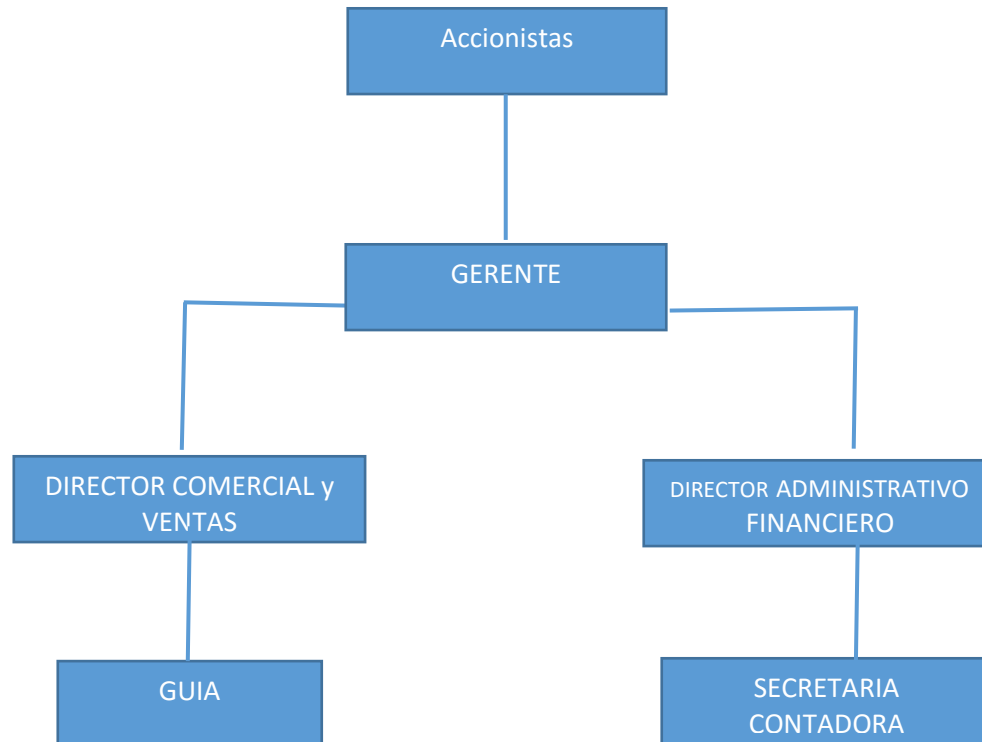 Accionistas
GERENTE
DIRECTOR COMERCIAL y
VENTAS
DIRECTOR ADMINISTRATIVO
FINANCIERO
GUIA
SECRETARIA
CONTADORA